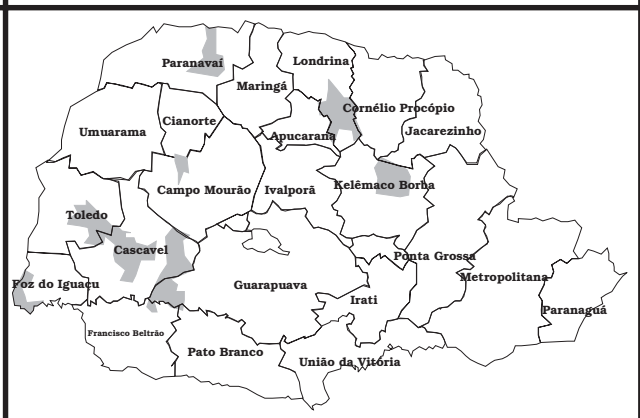 Paranavaí
Londrina
Maringá
Cornélio Procópio
Cianorte
Umuarama
Apucarana
Jacarezinho
Campo Mourão
Ivalporã
Kelêmaco Borba
Toledo
Cascavel
Ponta Grossa
Foz do Iguaçu
Guarapuava
Metropolitana
Irati
Paranaguá
Francisco Beltrão
Pato Branco
União da Vitória